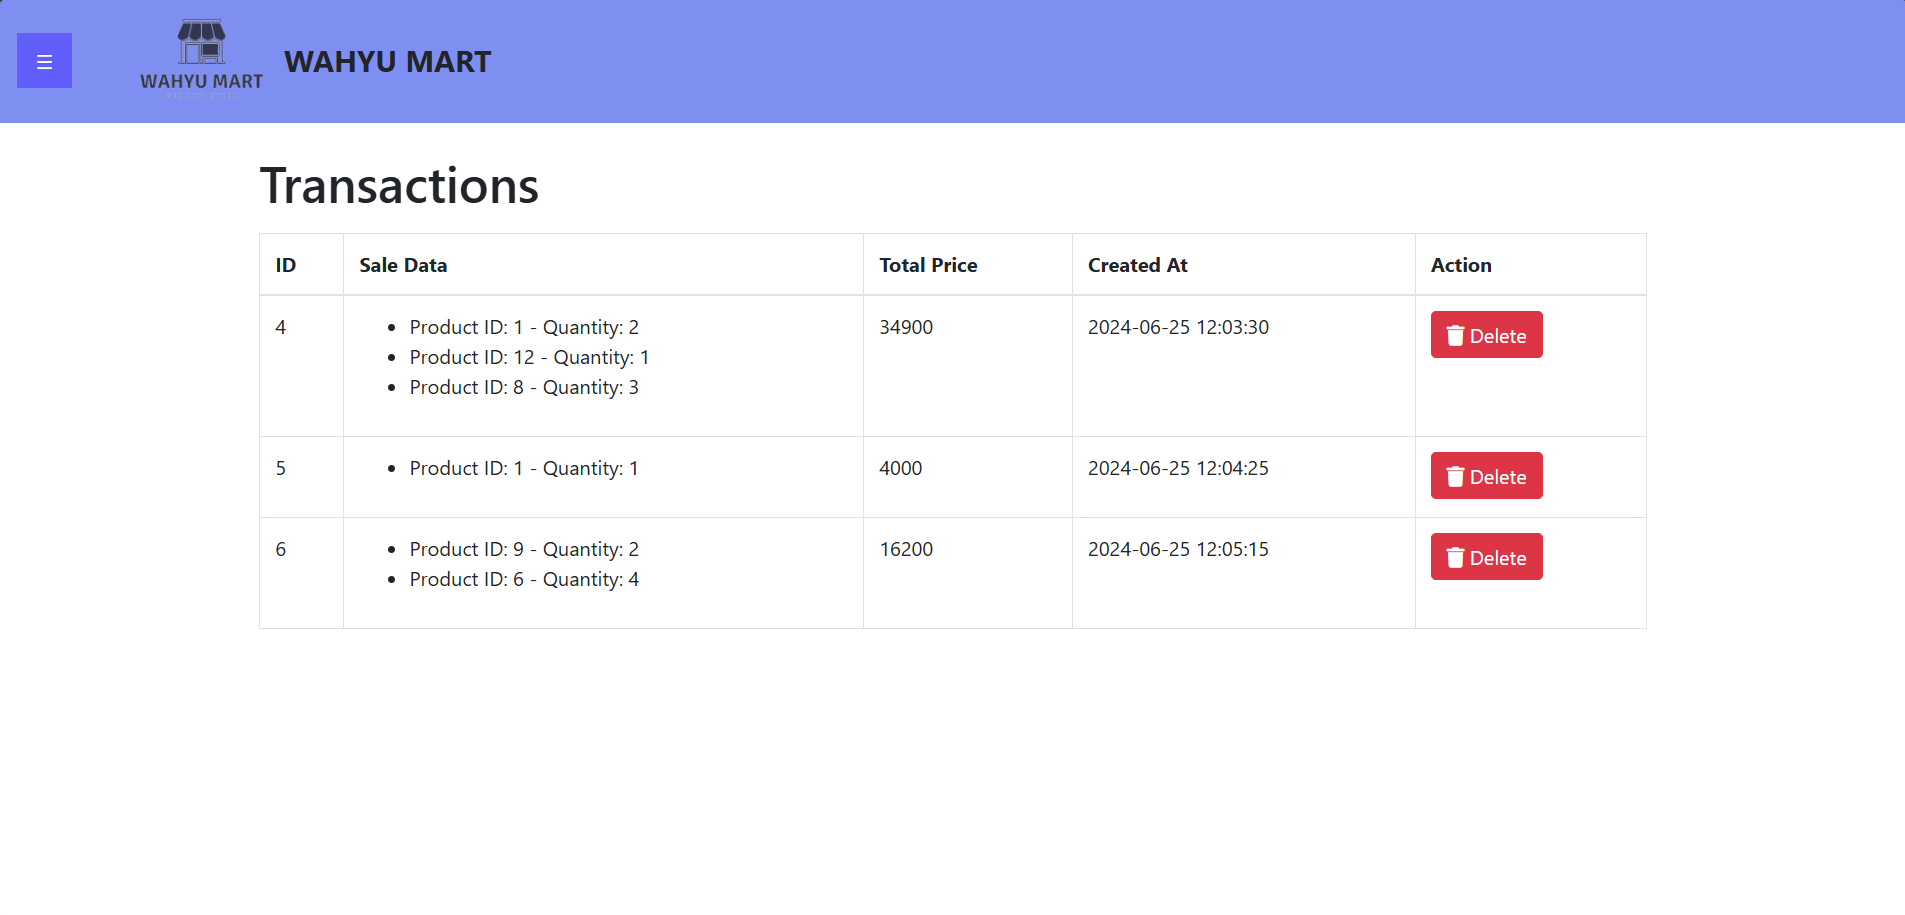 WAHYU MART
WAHYU MART
Transactions
ID Sale Data Total Price Created At Action
4 Product ID: 1 - Quantity: 2 34900 2024-06-25 12:03:30 Delete
Product ID: 12 - Quantity: 1
Product ID: 8 - Quantity: 3
5 Product ID: 1 - Quantity: 1 4000 2024-06-25 12:04:25 Delete
6 Product ID: 9 - Quantity: 2 16200 2024-06-25 12:05:15 Delete
Product ID: 6 - Quantity: 4